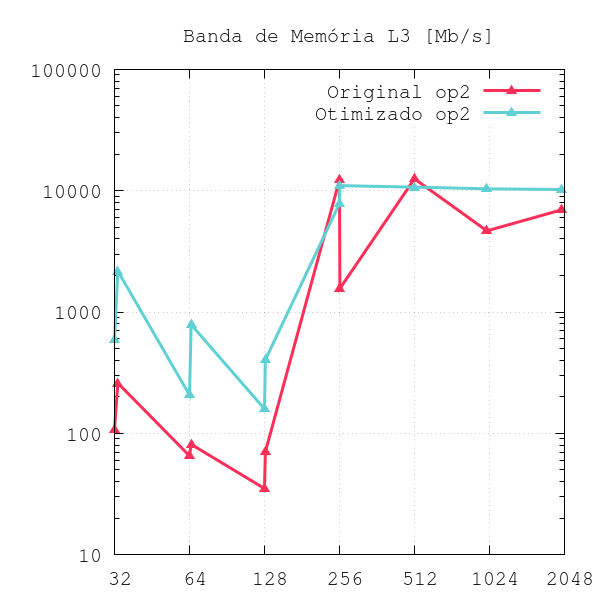 Banda de Memória L3 [Mb/s]
100000
Original op2
Otimizado op2
10000
1000
100
10
32 64 128 256 512 1024 2048